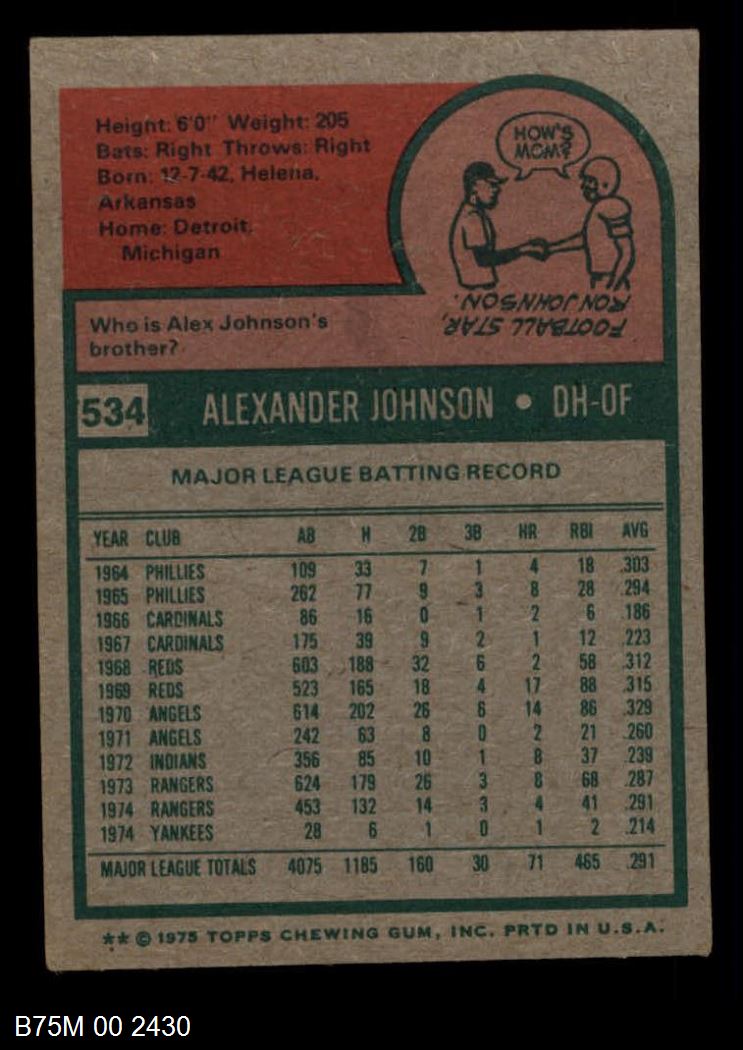 Height: 6'0" Weight: 205
Bats: Right Throws: Right
Born: 12-7-42, Helena,
Arkansas
Home: Detroit,
Michigan
HOW'S
MOM?
FOOTBALL STAR,
RON JOHNSON.
Who is Alex Johnson's
brother?
534 ALEXANDER JOHNSON • DH-OF
MAJOR LEAGUE BATTING RECORD
YEAR CLUB AB H 2B 3B HR RBI AVG
1964 PHILLIES 109 33 7 1 4 18 .303
1965 PHILLIES 262 77 9 3 8 28 .294
1966 CARDINALS 86 16 0 1 2 6 .186
1967 CARDINALS 175 39 9 2 1 12 .223
1968 REDS 603 188 32 6 2 58 .312
1969 REDS 523 165 18 4 17 88 .315
1970 ANGELS 614 202 26 6 14 86 .329
1971 ANGELS 242 63 8 0 2 21 .260
1972 INDIANS 356 85 10 1 8 37 .239
1973 RANGERS 624 179 26 3 8 68 .287
1974 RANGERS 453 132 14 3 4 41 .291
1974 YANKEES 28 6 1 0 1 2 .214
MAJOR LEAGUE TOTALS 4075 1185 160 30 71 465 .291
** © 1975 TOPPS CHEWING GUM, INC. PRTD IN U.S.A.
B75M 00 2430